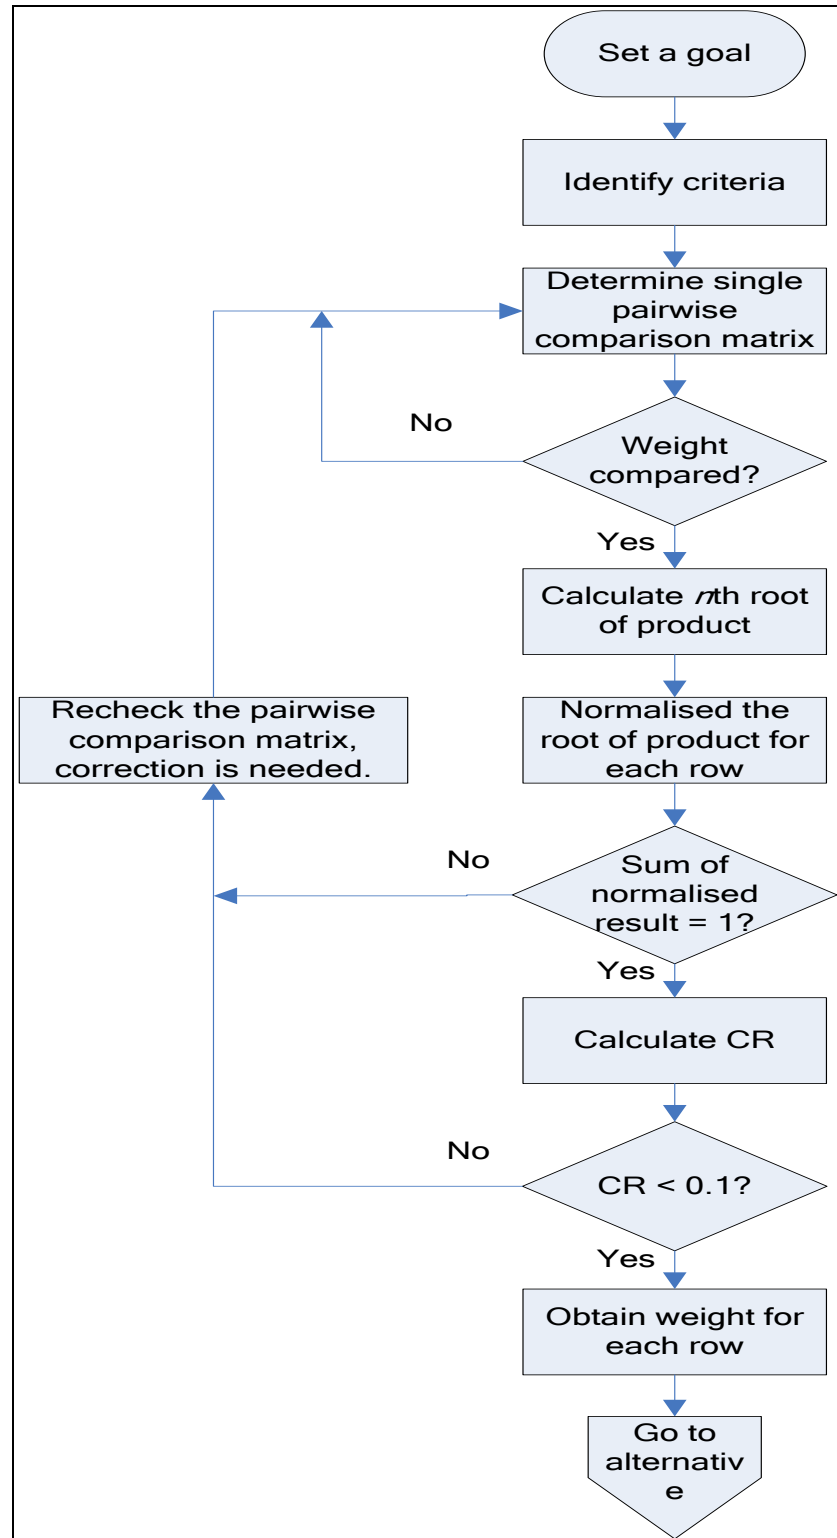 Set a goal
Identify criteria
Determine single
pairwise
comparison matrix
No
Weight
compared?
Yes
Calculate nth root
of product
Recheck the pairwise
comparison matrix,
correction is needed.
Normalised the
root of product for
each row
No
Sum of
normalised
result = 1?
Yes
Calculate CR
No
CR < 0.1?
Yes
Obtain weight for
each row
Go to
alternativ
e